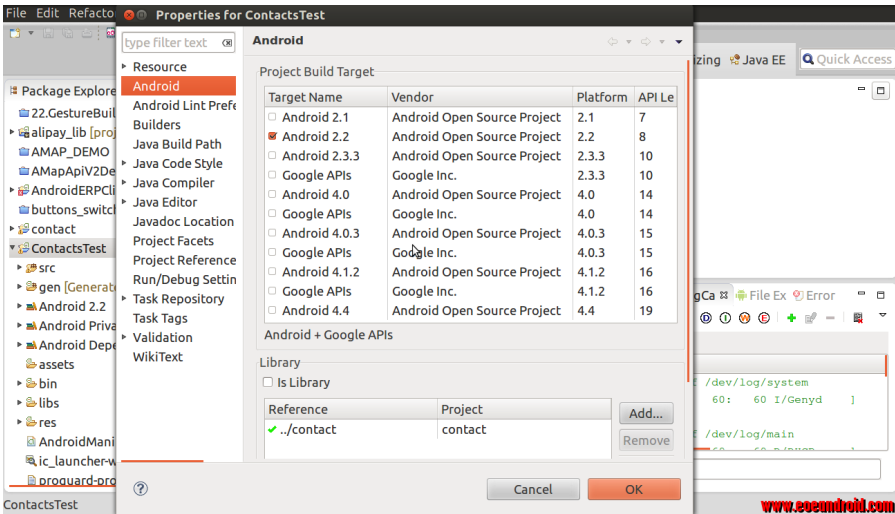 File Edit Refacto
Properties for ContactsTest
type filter text
Android
izing Java EE Quick Access
Package Explore
22.GestureBuil
alipay_lib [proj
AMAP_DEMO
AMapApiV2De
AndroidERPCli
buttons_switch
contact
ContactsTest
src
gen [Generate
Android 2.2
Android Priva
Android Depe
assets
bin
libs
res
AndroidMani
ic_launcher-w
proguard-pro
ContactsTest
Resource
Android
Android Lint Prefe
Builders
Java Build Path
Java Code Style
Java Compiler
Java Editor
Javadoc Location
Project Facets
Project Reference
Run/Debug Settin
Task Repository
Task Tags
Validation
WikiText
Project Build Target
Target Name Vendor Platform API Le
Android 2.1 Android Open Source Project 2.1 7
Android 2.2 Android Open Source Project 2.2 8
Android 2.3.3 Android Open Source Project 2.3.3 10
Google APIs Google Inc. 2.3.3 10
Android 4.0 Android Open Source Project 4.0 14
Google APIs Google Inc. 4.0 14
Android 4.0.3 Android Open Source Project 4.0.3 15
Google APIs Google Inc. 4.0.3 15
Android 4.1.2 Android Open Source Project 4.1.2 16
Google APIs Google Inc. 4.1.2 16
Android 4.4 Android Open Source Project 4.4 19
Android + Google APIs
Library
Is Library
Reference Project
../contact contact
Add...
Remove
Cancel OK
gCa File Ex Error
/dev/log/system
60: 60 I/Genyd ]
/dev/log/main
www.eoeandroid.com